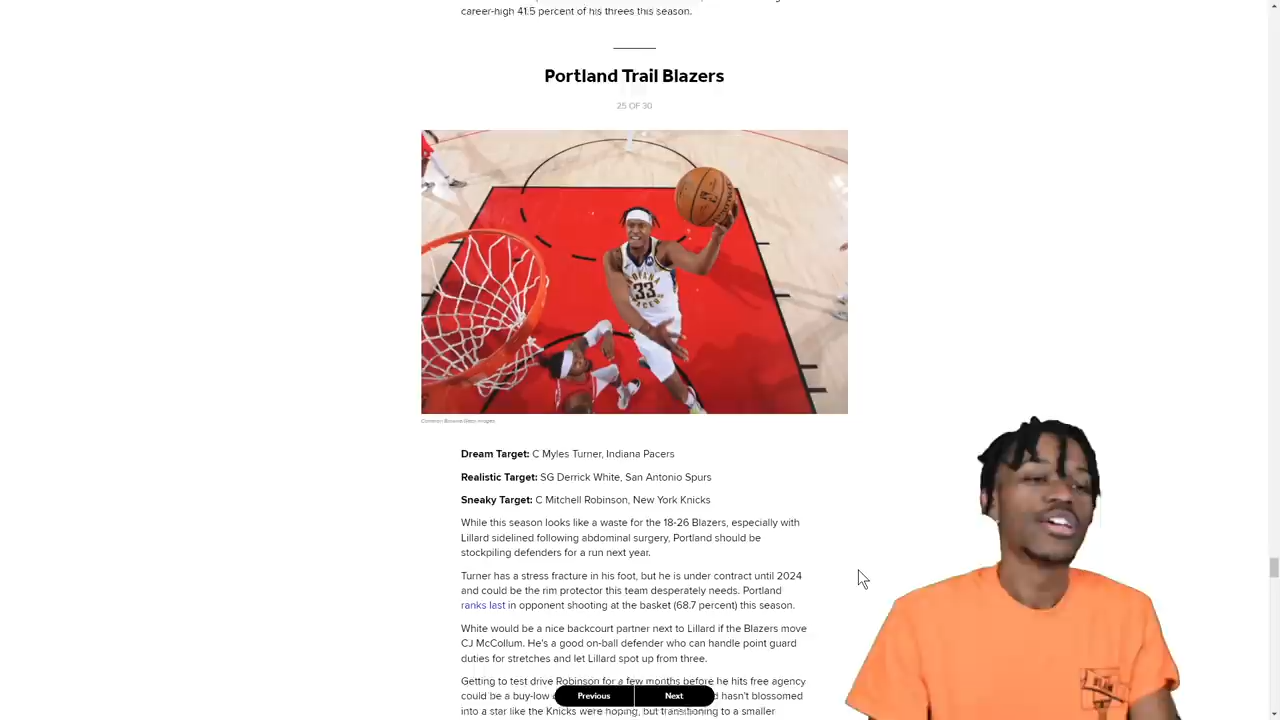 career-high 41.5 percent of his threes this season.
Portland Trail Blazers
25 OF 30
INDIANA
33
PACERS
Dream Target: C Myles Turner, Indiana Pacers
Realistic Target: SG Derrick White, San Antonio Spurs
Sneaky Target: C Mitchell Robinson, New York Knicks
While this season looks like a waste for the 18-26 Blazers, especially with
Lillard sidelined following abdominal surgery, Portland should be
stockpiling defenders for a run next year.
Turner has a stress fracture in his foot, but he is under contract until 2024
and could be the rim protector this team desperately needs. Portland
ranks last in opponent shooting at the basket (68.7 percent) this season.
White would be a nice backcourt partner next to Lillard if the Blazers move
CJ McCollum. He's a good on-ball defender who can handle point guard
duties for stretches and let Lillard spot up from three.
Getting to test drive Robinson for a few months before he hits free agency
could be a buy-low hasn't blossomed
Previous Next
into a star like the Knicks were hoping, but transitioning to a smaller